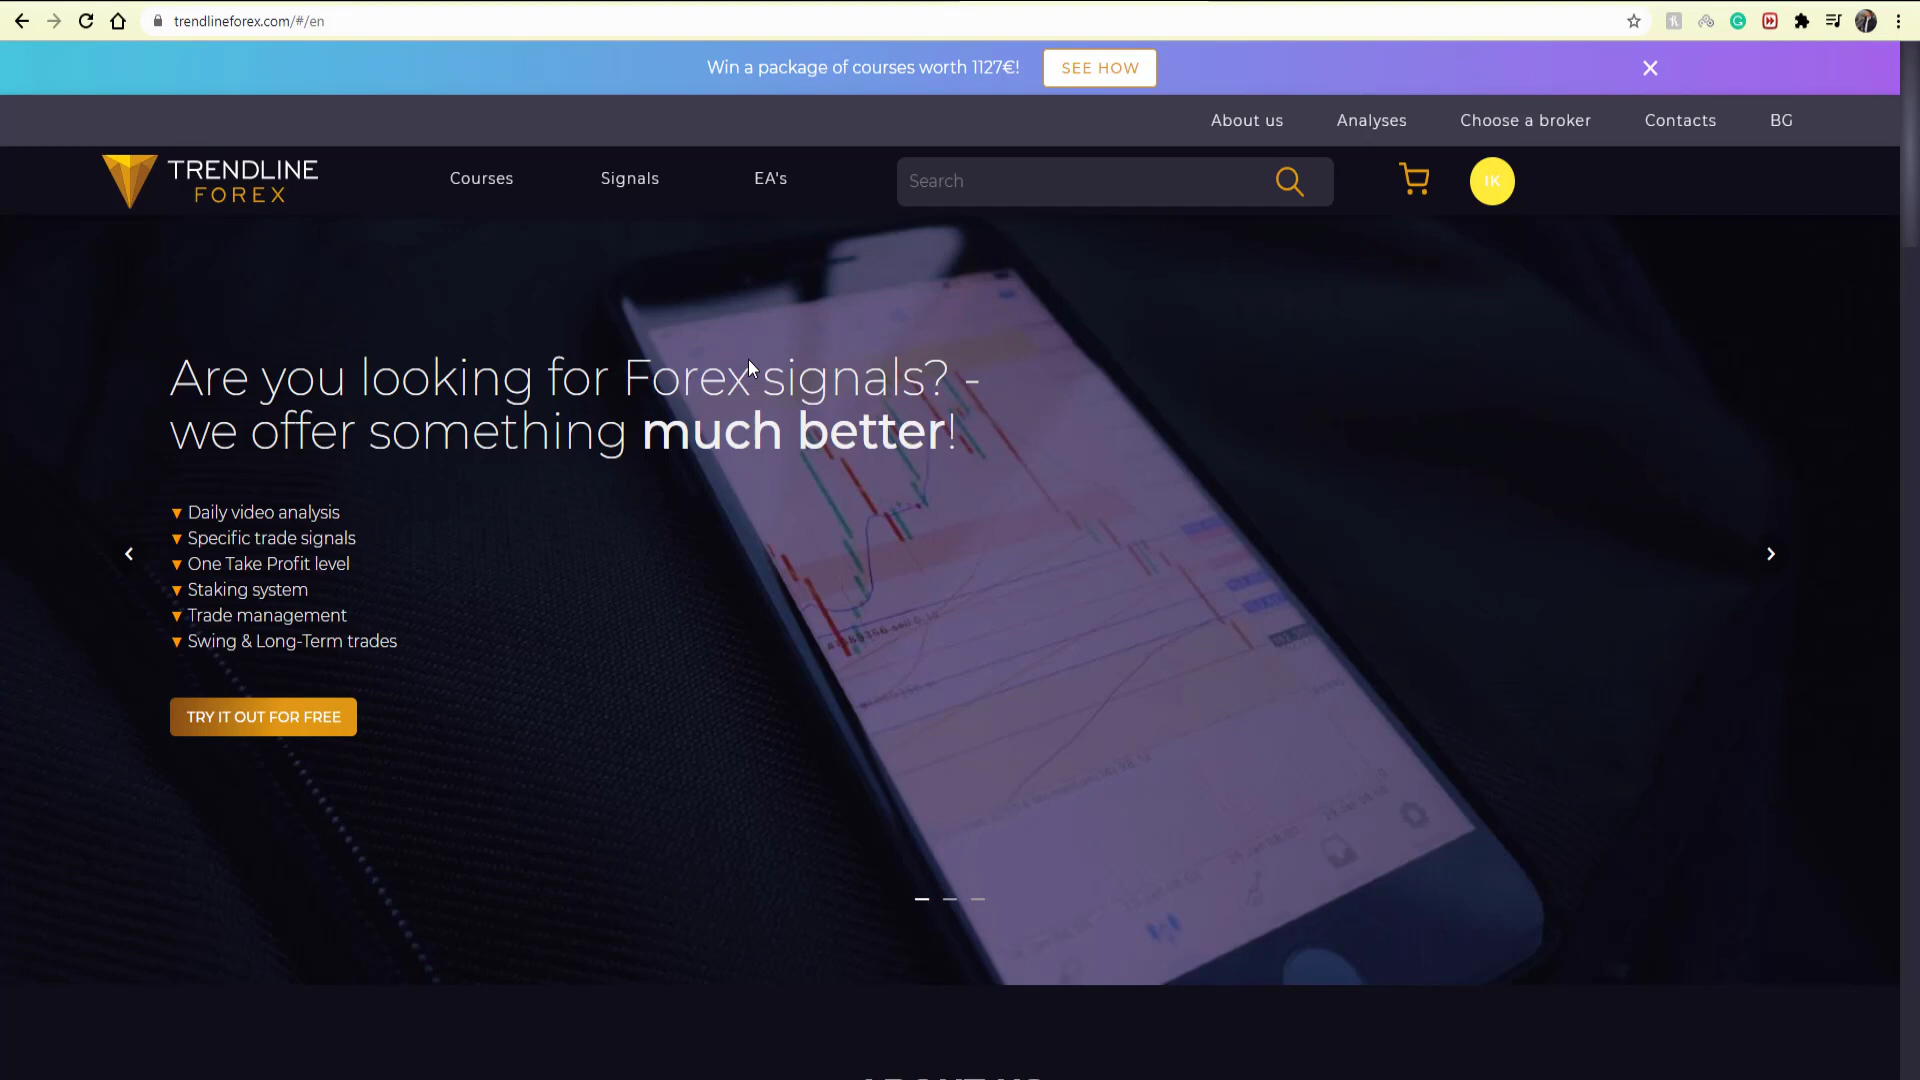 trendlineforex.com/#/en
Win a package of courses worth 1127€!
SEE HOW
About us
Analyses
Choose a broker
Contacts
BG
TRENDLINE
FOREX
Courses
Signals
EA's
Search
IK
Are you looking for Forex signals? -
we offer something much better!
Daily video analysis
Specific trade signals
One Take Profit level
Staking system
Trade management
Swing & Long-Term trades
TRY IT OUT FOR FREE